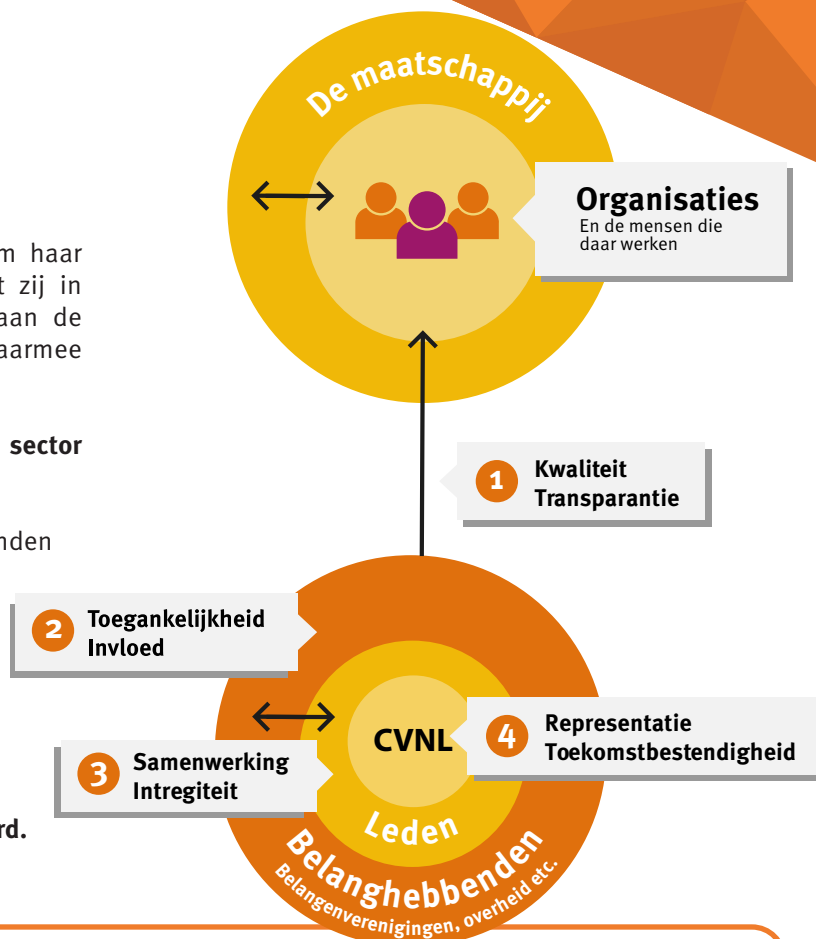 De maatschappij
Organisaties
En de mensen die
daar werken
m haar
t zij in
aan de
aarmee
sector
nden
rd.
1 Kwaliteit
Transparantie
2 Toegankelijkheid
Invloed
3 Samenwerking
Intregiteit
CVNL
4 Representatie
Toekomstbestendigheid
Leden
Belanghebbenden
Belangenverenigingen, overheid etc.